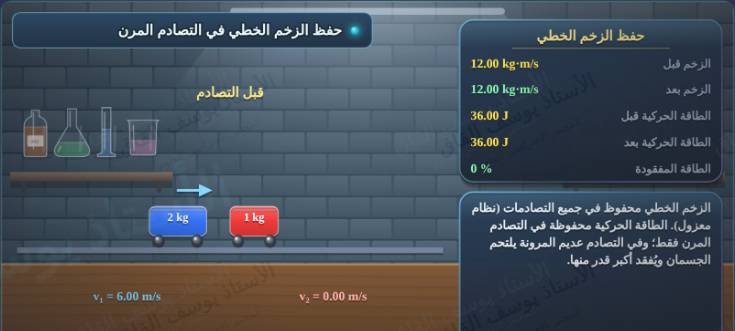 حفظ الزخم الخطي في التصادم المرن
قبل التصادم
2 kg
1 kg
v₁ = 6.00 m/s
v₂ = 0.00 m/s
حفظ الزخم الخطي
الزخم قبل 12.00 kg·m/s
الزخم بعد 12.00 kg·m/s
الطاقة الحركية قبل 36.00 J
الطاقة الحركية بعد 36.00 J
الطاقة المفقودة 0 %
الزخم الخطي محفوظ في جميع التصادمات (نظام
معزول). الطاقة الحركية محفوظة في التصادم
المرن فقط؛ وفي التصادم عديم المرونة يلتحم
الجسمان ويُفقد أكبر قدر منها.